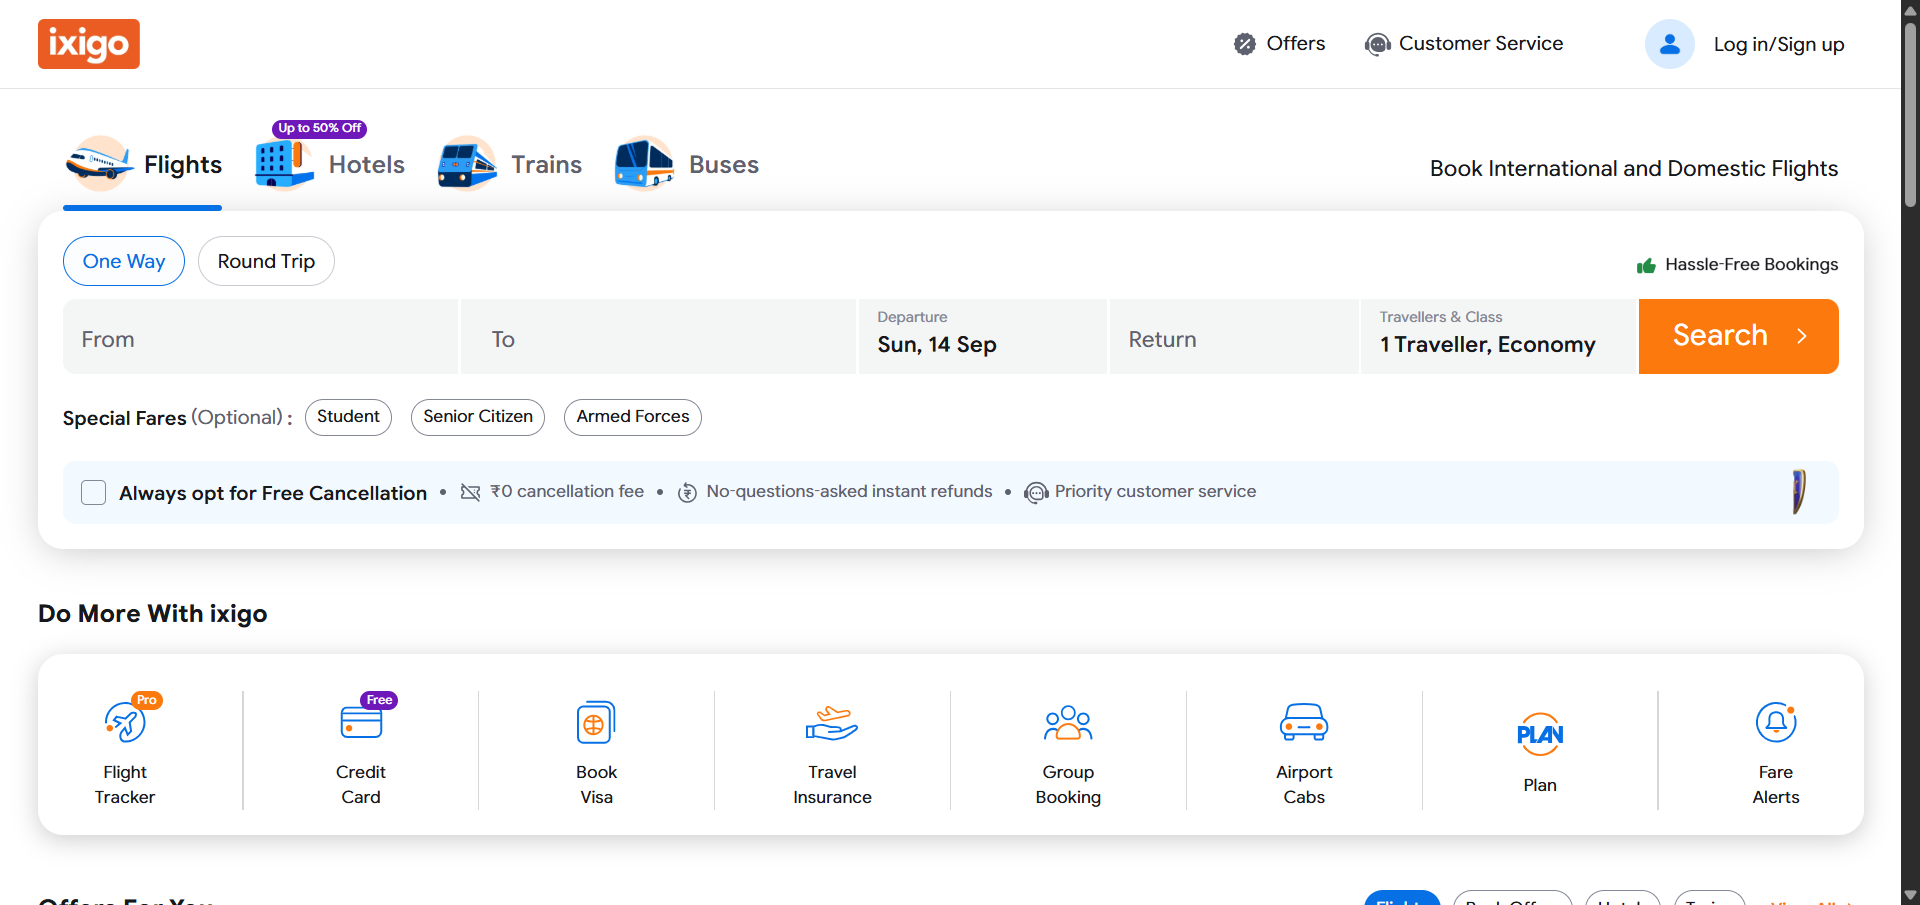 ixigo
Offers
Customer Service
Log in/Sign up
Up to 50% Off
Flights
Hotels
Trains
Buses
Book International and Domestic Flights
One Way
Round Trip
Hassle-Free Bookings
From
To
Departure
Sun, 14 Sep
Return
Travellers & Class
1 Traveller, Economy
Search
Special Fares (Optional) :
Student
Senior Citizen
Armed Forces
Always opt for Free Cancellation • ₹0 cancellation fee • No-questions-asked instant refunds • Priority customer service
Do More With ixigo
Pro
Flight
Tracker
Free
Credit
Card
Book
Visa
Travel
Insurance
Group
Booking
Airport
Cabs
PLAN
Plan
Fare
Alerts
Offers For You
Flight